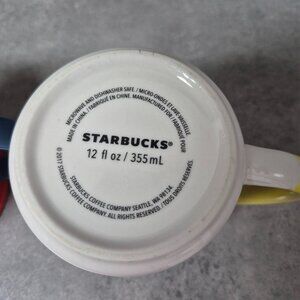 MICROWAVE AND DISHWASHER SAFE. / MICRO-ONDES ET LAVE-VAISSELLE
MADE IN CHINA. / FABRIQUÉ EN CHINE. MANUFACTURED FOR / FABRIQUÉ POUR
STARBUCKS®
12 fl oz / 355 mL
STARBUCKS COFFEE COMPANY SEATTLE, WA 98134.
© 2017 STARBUCKS COFFEE COMPANY. ALL RIGHTS RESERVED. / TOUS DROITS